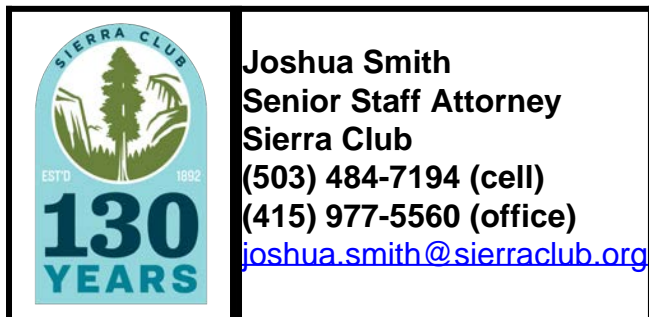 SIERRA CLUB
EST'D 1892
130
YEARS
Joshua Smith
Senior Staff Attorney
Sierra Club
(503) 484-7194 (cell)
(415) 977-5560 (office)
joshua.smith@sierraclub.org